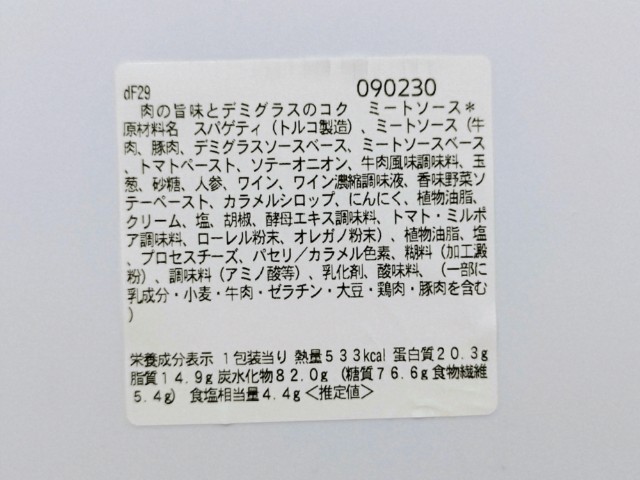 dF29 090230
肉の旨味とデミグラスのコク ミートソース*
原材料名 スパゲティ（トルコ製造）、ミートソース（牛
肉、豚肉、デミグラスソースベース、ミートソースベース
、トマトペースト、ソテーオニオン、牛肉風味調味料、玉
葱、砂糖、人参、ワイン、ワイン濃縮調味液、香味野菜ソ
テーペースト、カラメルシロップ、にんにく、植物油脂、
クリーム、塩、胡椒、酵母エキス調味料、トマト・ミルポ
ア調味料、ローレル粉末、オレガノ粉末）、植物油脂、塩
、プロセスチーズ、パセリ／カラメル色素、糊料（加工澱
粉）、調味料（アミノ酸等）、乳化剤、酸味料、（一部に
乳成分・小麦・牛肉・ゼラチン・大豆・鶏肉・豚肉を含む
）
栄養成分表示 1包装当り 熱量533kcal 蛋白質20.3g
脂質14.9g 炭水化物82.0g （糖質76.6g 食物繊維
5.4g） 食塩相当量4.4g＜推定値＞